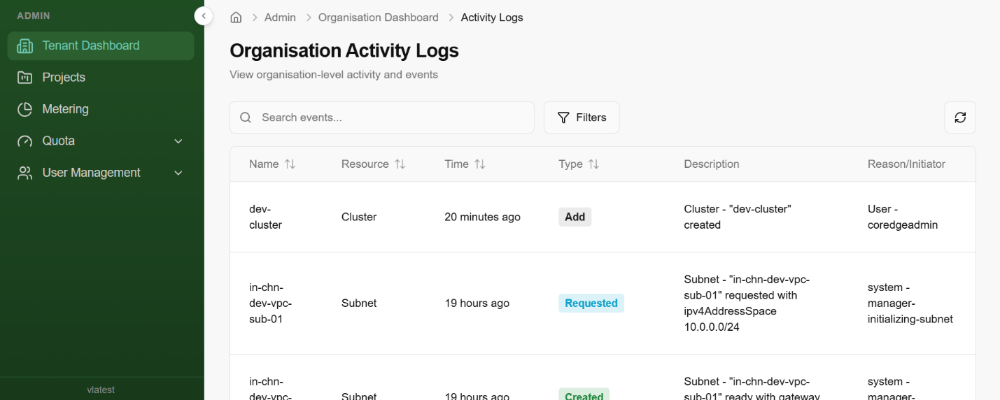 ADMIN
Tenant Dashboard
Projects
Metering
Quota
User Management
vlatest
Admin > Organisation Dashboard > Activity Logs
Organisation Activity Logs
View organisation-level activity and events
Search events...
Filters
Name Resource Time Type Description Reason/Initiator
dev-
cluster
Cluster
20 minutes ago
Add
Cluster - "dev-cluster"
created
User -
coredgeadmin
in-chn-
dev-vpc-
sub-01
Subnet
19 hours ago
Requested
Subnet - "in-chn-dev-vpc-
sub-01" requested with
ipv4AddressSpace
10.0.0.0/24
system -
manager-
initializing-subnet
in-chn-
dev-vpc-
Subnet
19 hours ago
Created
Subnet - "in-chn-dev-vpc-
sub-01" ready with gateway
system -
manager-